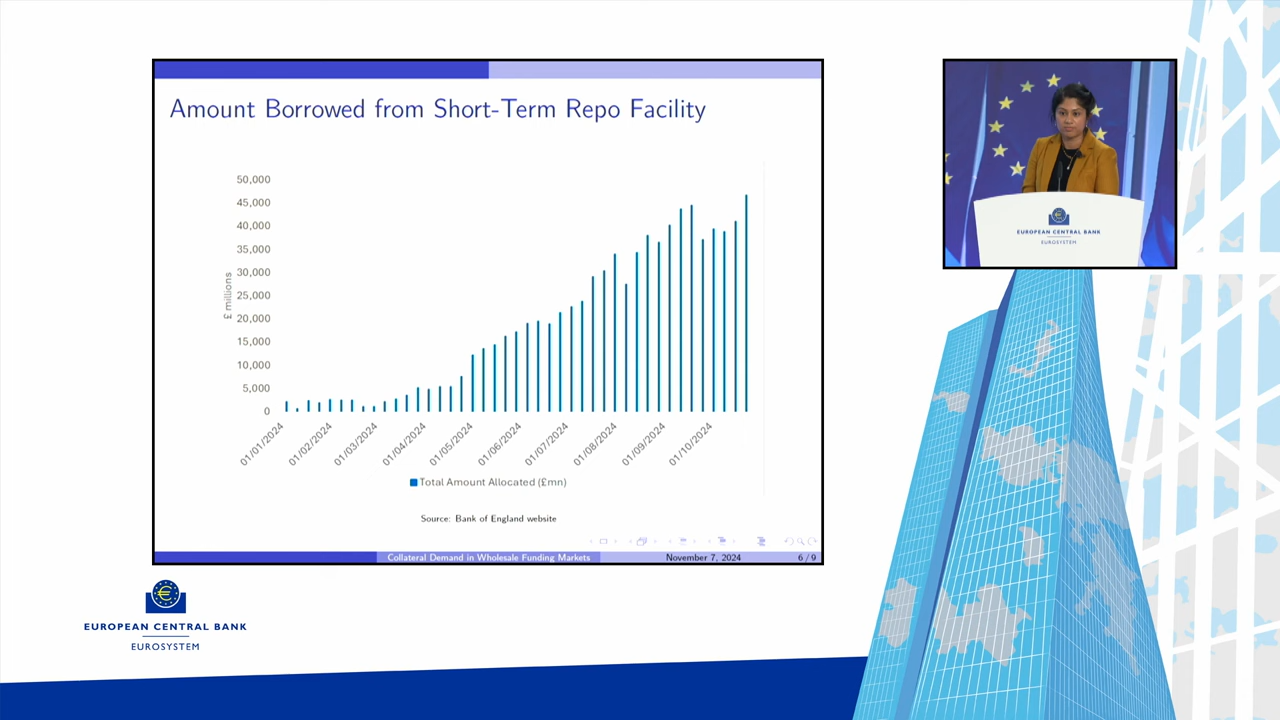 Amount Borrowed from Short-Term Repo Facility
50,000
45,000
40,000
35,000
30,000
25,000
20,000
15,000
10,000
5,000
0
£ millions
01/01/2024
01/02/2024
01/03/2024
01/04/2024
01/05/2024
01/06/2024
01/07/2024
01/08/2024
01/09/2024
01/10/2024
Total Amount Allocated (£mn)
Source: Bank of England website
Collateral Demand in Wholesale Funding Markets November 7, 2024 6 / 9
EUROPEAN CENTRAL BANK
EUROSYSTEM
EUROPEAN CENTRAL BANK
EUROSYSTEM